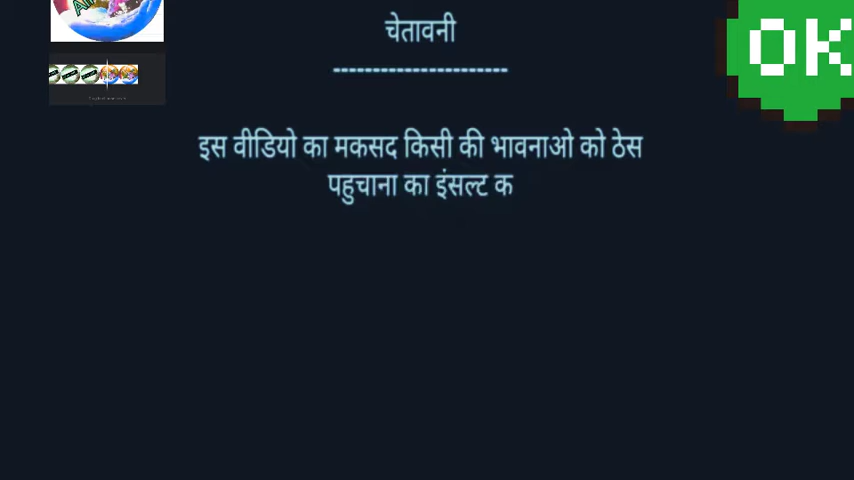 चेतावनी
----------------------
OK
इस वीडियो का मकसद किसी की भावनाओ को ठेस
पहुचाना का इंसल्ट क